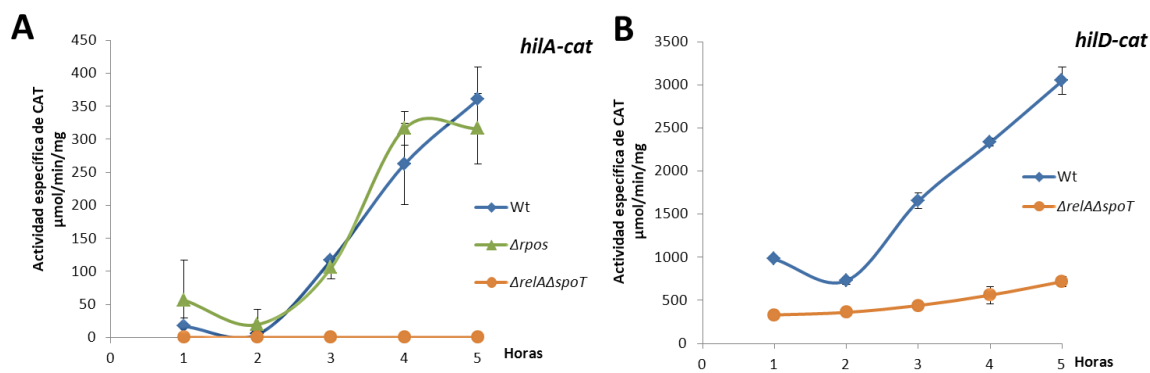 A
hilA-cat
450
400
350
300
250
200
150
100
50
0
Actividad específica de CAT
µmol/min/mg
0 1 2 3 4 5 Horas
Wt
Δrpos
ΔrelAΔspoT
B
hilD-cat
3500
3000
2500
2000
1500
1000
500
0
Actividad específica de CAT
µmol/min/mg
0 1 2 3 4 5 Horas
Wt
ΔrelAΔspoT